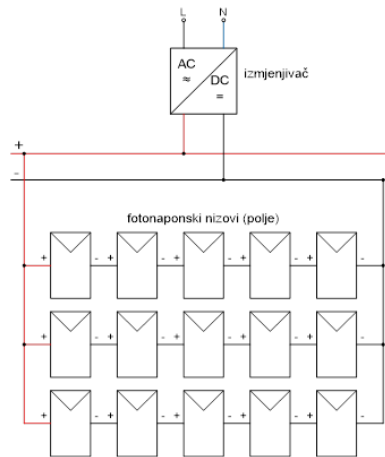 L N
AC
≈
DC
=
izmjenjivač
+
-
fotonaponski nizovi (polje)
+ - + - + - + - + -
+ - + - + - + - + -
+ - + - + - + - + -